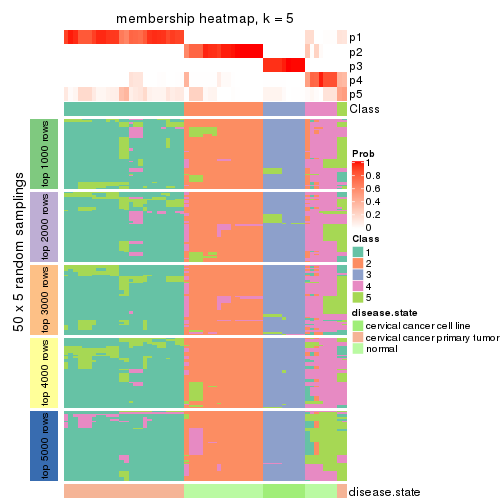 membership heatmap, k = 5
p1
p2
p3
p4
p5
Class
50 x 5 random samplings
top 1000 rows
top 2000 rows
top 3000 rows
top 4000 rows
top 5000 rows
disease.state
Prob
1
0.8
0.6
0.4
0.2
0
Class
1
2
3
4
5
disease.state
cervical cancer cell line
cervical cancer primary tumor
normal